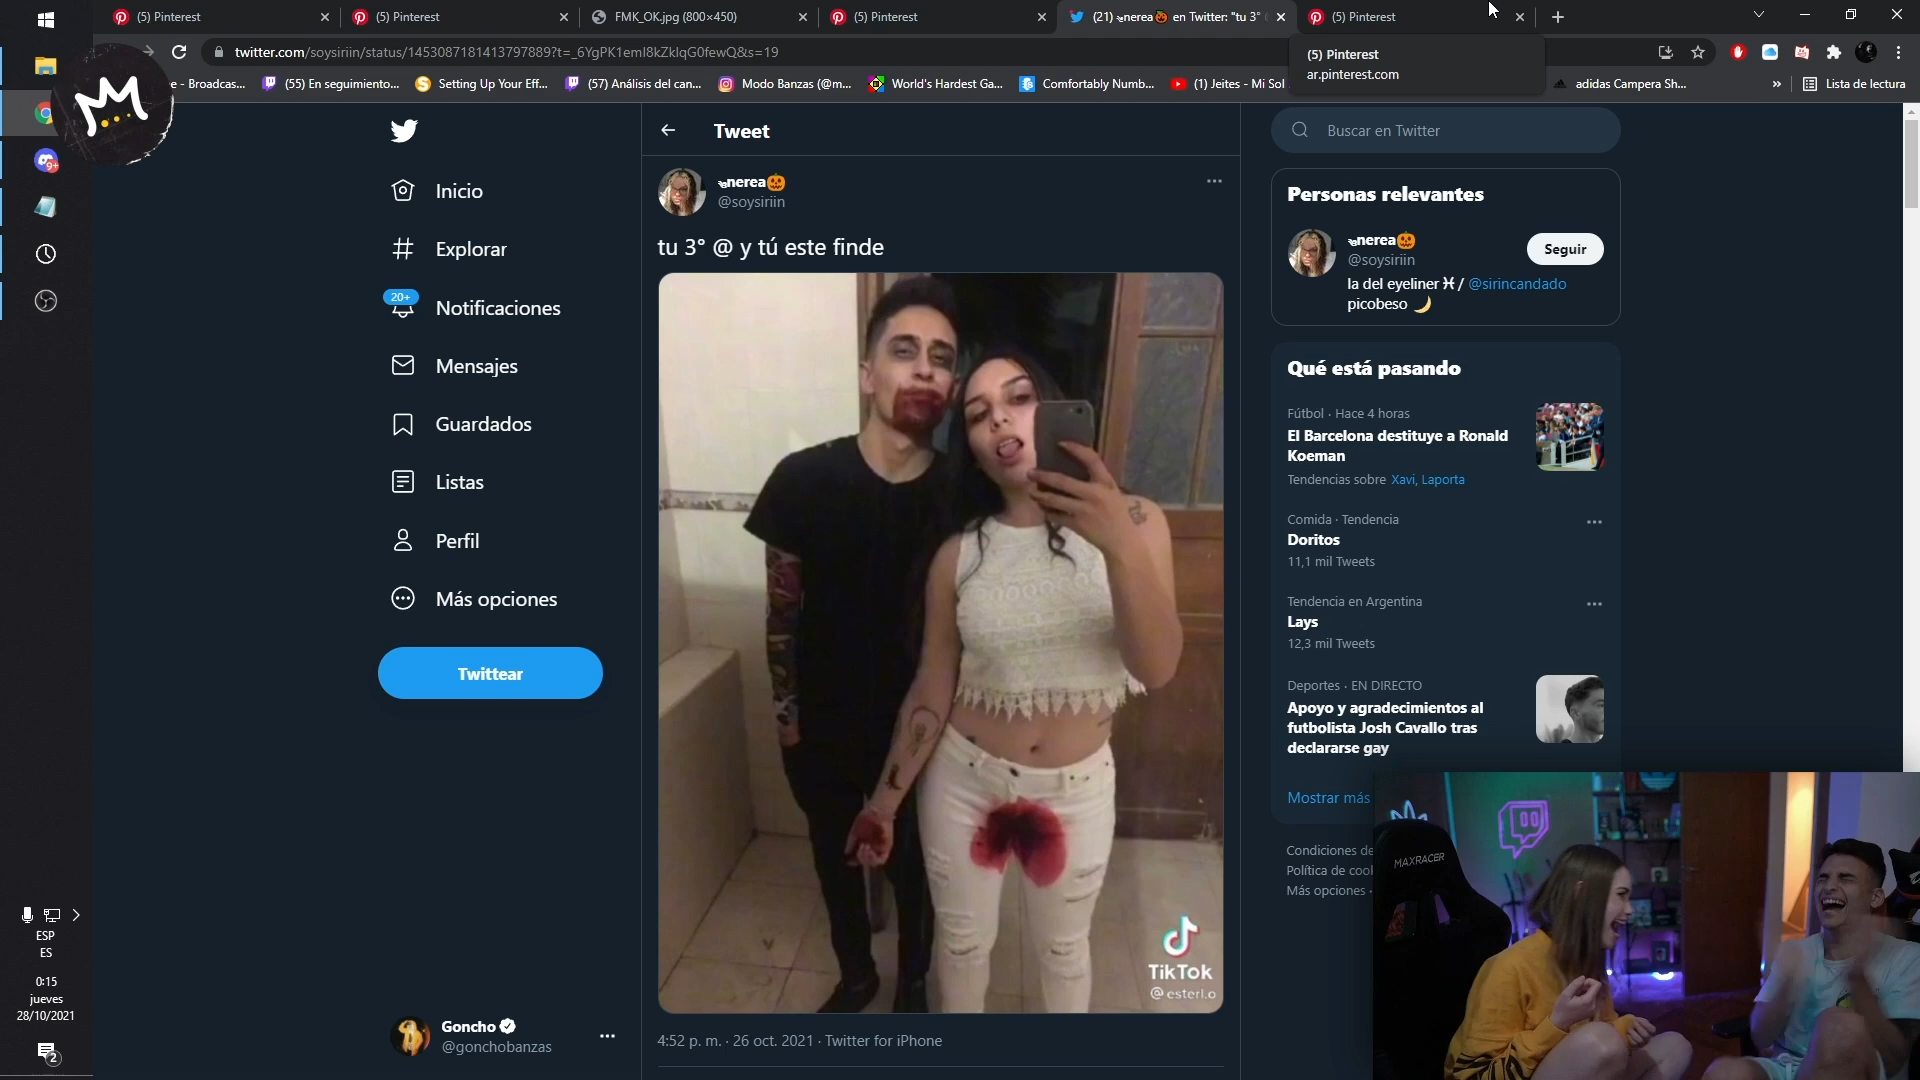 (5) Pinterest
(5) Pinterest
FMK_OK.jpg (800×450)
(5) Pinterest
(21) nerea🎃 en Twitter: "tu 3°
(5) Pinterest
twitter.com/soysiriin/status/1453087181413797889?t=_6YgPK1eml8kZklqG0fewQ&s=19
(5) Pinterest
ar.pinterest.com
e - Broadcas...
(55) En seguimiento...
Setting Up Your Eff...
(57) Análisis del can...
Modo Banzas (@m...
World's Hardest Ga...
Comfortably Numb...
(1) Jeites - Mi Sol
adidas Campera Sh...
»
Lista de lectura
9+
Inicio
Explorar
20+
Notificaciones
Mensajes
Guardados
Listas
Perfil
Más opciones
Twittear
Goncho
@gonchobanzas
Tweet
nerea🎃
@soysiriin
tu 3° @ y tú este finde
TikTok
@esterl.o
4:52 p. m. · 26 oct. 2021 · Twitter for iPhone
Buscar en Twitter
Personas relevantes
nerea🎃
@soysiriin
Seguir
la del eyeliner ♓ / @sirincandado
picobeso 🌙
Qué está pasando
Fútbol · Hace 4 horas
El Barcelona destituye a Ronald
Koeman
Tendencias sobre Xavi, Laporta
Comida · Tendencia
Doritos
11,1 mil Tweets
Tendencia en Argentina
Lays
12,3 mil Tweets
Deportes · EN DIRECTO
Apoyo y agradecimientos al
futbolista Josh Cavallo tras
declararse gay
Mostrar más
Condiciones de
Política de cook
Más opciones
MAXRACER
ESP
ES
0:15
jueves
28/10/2021
2